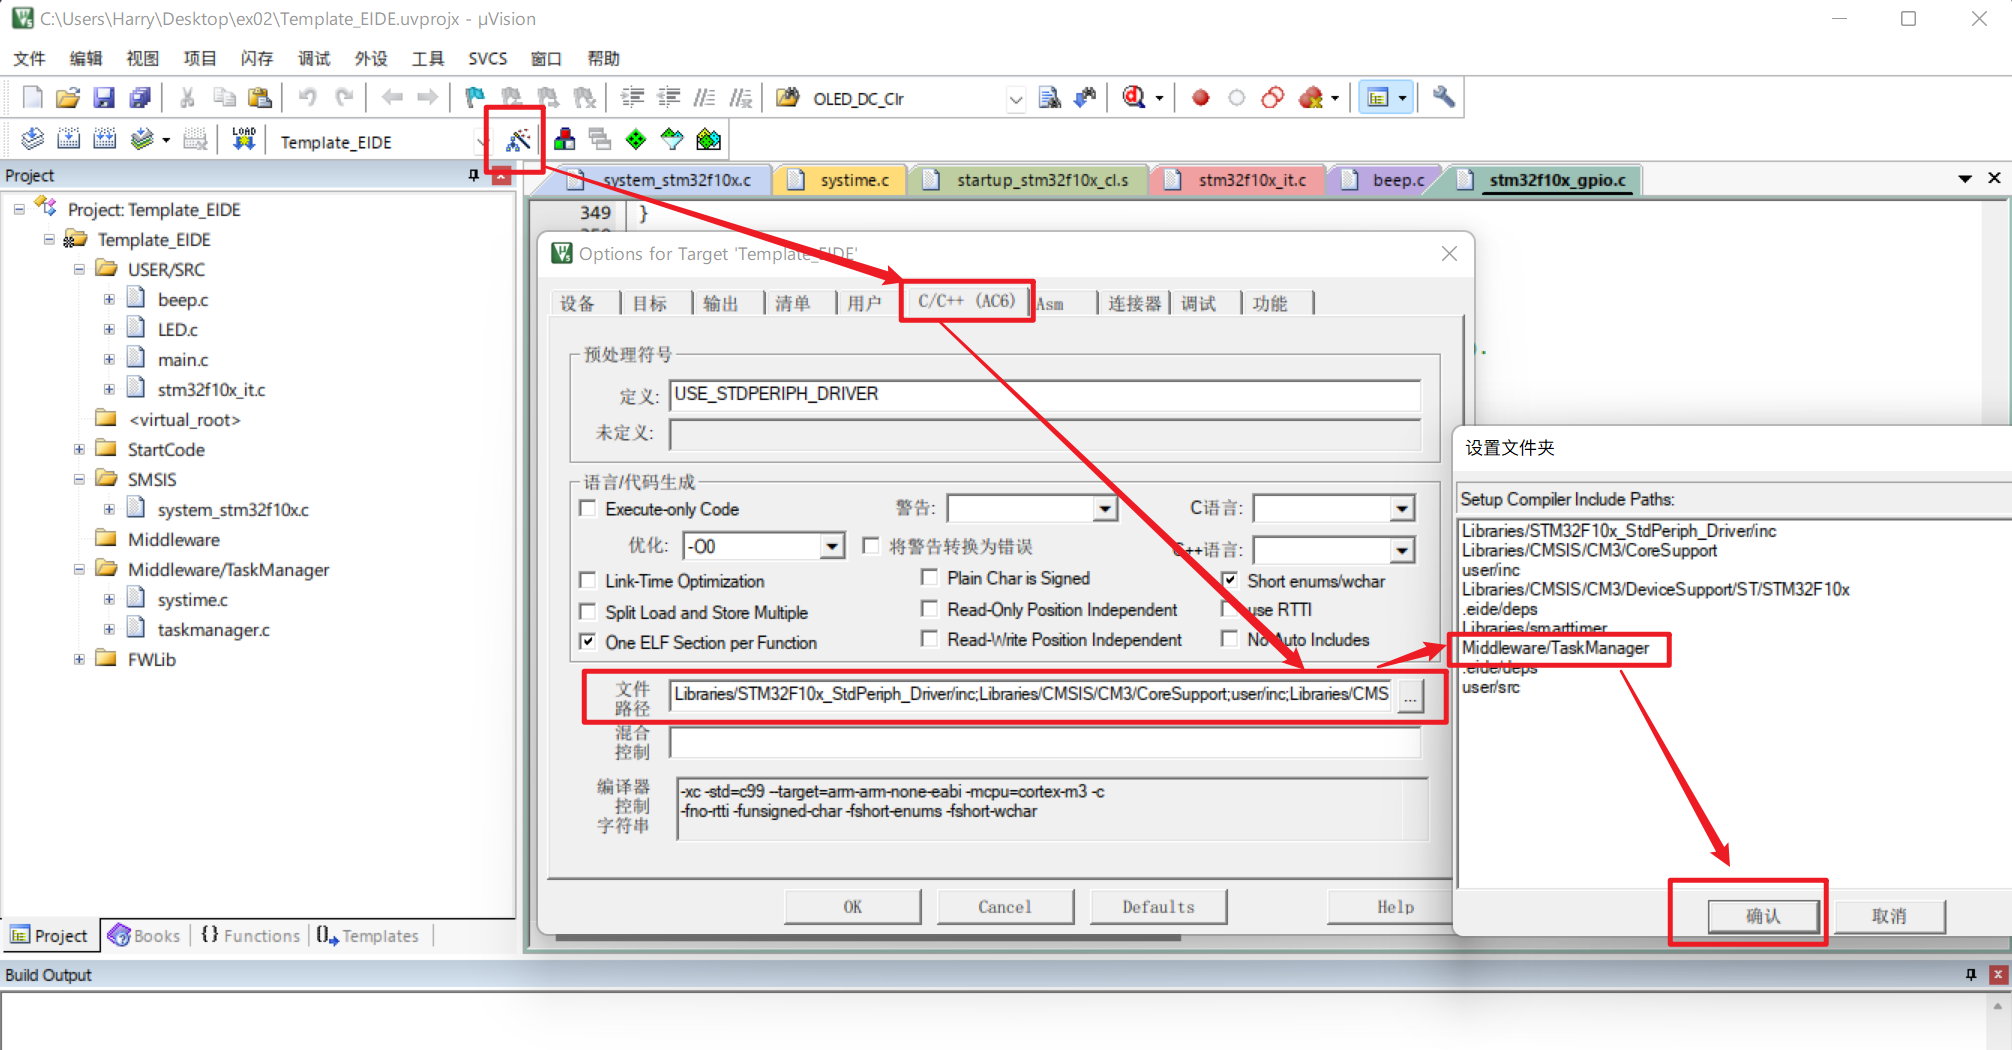 C:\Users\Harry\Desktop\ex02\Template_EIDE.uvprojx - µVision
文件 编辑 视图 项目 闪存 调试 外设 工具 SVCS 窗口 帮助
OLED_DC_Clr
LOAD
Template_EIDE
Project
Project: Template_EIDE
Template_EIDE
USER/SRC
beep.c
LED.c
main.c
stm32f10x_it.c
<virtual_root>
StartCode
SMSIS
system_stm32f10x.c
Middleware
Middleware/TaskManager
systime.c
taskmanager.c
FWLib
Project Books {} Functions Templates
system_stm32f10x.c systime.c startup_stm32f10x_cl.s stm32f10x_it.c beep.c stm32f10x_gpio.c
349 }
Options for Target 'Template_EIDE'
设备 目标 输出 清单 用户 C/C++ (AC6) Asm 连接器 调试 功能
预处理符号
定义: USE_STDPERIPH_DRIVER
未定义:
语言/代码生成
Execute-only Code 警告: C语言:
优化: -O0 将警告转换为错误 C++语言:
Link-Time Optimization Plain Char is Signed Short enums/wchar
Split Load and Store Multiple Read-Only Position Independent use RTTI
One ELF Section per Function Read-Write Position Independent No Auto Includes
文件
路径
Libraries/STM32F10x_StdPeriph_Driver/inc;Libraries/CMSIS/CM3/CoreSupport;user/inc;Libraries/CMS ...
混合
控制
编译器
控制
字符串
-xc -std=c99 --target=arm-arm-none-eabi -mcpu=cortex-m3 -c
-fno-rtti -funsigned-char -fshort-enums -fshort-wchar
OK Cancel Defaults Help
设置文件夹
Setup Compiler Include Paths:
Libraries/STM32F10x_StdPeriph_Driver/inc
Libraries/CMSIS/CM3/CoreSupport
user/inc
Libraries/CMSIS/CM3/DeviceSupport/ST/STM32F10x
.eide/deps
Libraries/smarttimer
Middleware/TaskManager
.eide/deps
user/src
确认 取消
Build Output